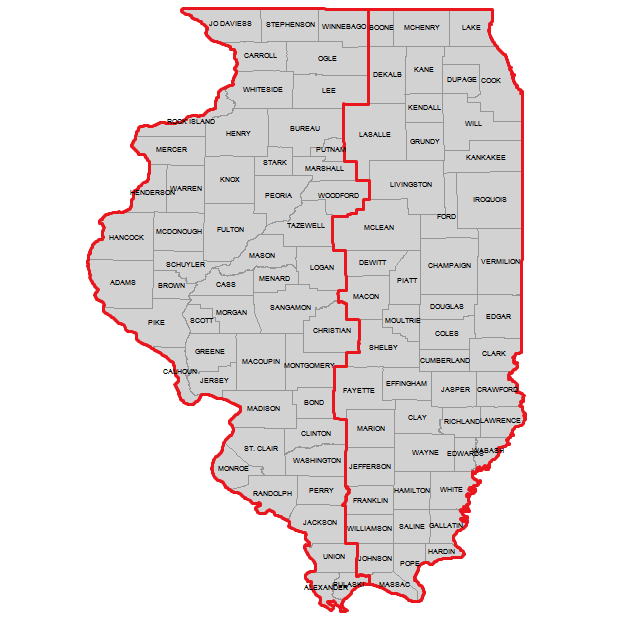 JO DAVIESS
STEPHENSON
WINNEBAGO
BOONE
MCHENRY
LAKE
CARROLL
OGLE
DEKALB
KANE
DUPAGE
COOK
WHITESIDE
LEE
KENDALL
ROCK ISLAND
HENRY
BUREAU
LASALLE
GRUNDY
WILL
MERCER
PUTNAM
KANKAKEE
STARK
MARSHALL
HENDERSON
WARREN
KNOX
PEORIA
WOODFORD
LIVINGSTON
IROQUOIS
FORD
HANCOCK
MCDONOUGH
FULTON
TAZEWELL
MCLEAN
MASON
SCHUYLER
LOGAN
DEWITT
CHAMPAIGN
VERMILION
ADAMS
BROWN
CASS
MENARD
PIATT
MACON
PIKE
SCOTT
MORGAN
SANGAMON
DOUGLAS
EDGAR
MOULTRIE
CHRISTIAN
COLES
SHELBY
GREENE
MACOUPIN
MONTGOMERY
CUMBERLAND
CLARK
CALHOUN
JERSEY
FAYETTE
EFFINGHAM
JASPER
CRAWFORD
MADISON
BOND
CLAY
RICHLAND
LAWRENCE
CLINTON
MARION
ST. CLAIR
WASHINGTON
WAYNE
EDWARDS
WABASH
MONROE
JEFFERSON
RANDOLPH
PERRY
FRANKLIN
HAMILTON
WHITE
JACKSON
WILLIAMSON
SALINE
GALLATIN
UNION
JOHNSON
POPE
HARDIN
ALEXANDER
PULASKI
MASSAC